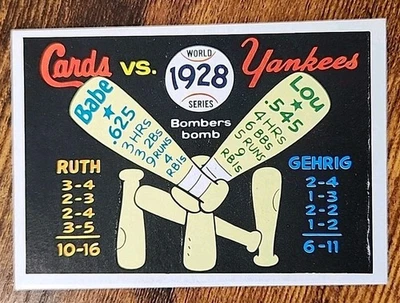 Cards vs. Yankees
WORLD
1928
SERIES
Bombers
bomb
Babe
.625
3 HRs
3 2Bs
9 RUNS
4 RBIs
Lou
.545
4 HRs
6 BBs
5 RUNS
9 RBIs
RUTH
3-4
2-3
2-4
3-5
10-16
GEHRIG
2-4
1-3
2-2
1-2
6-11